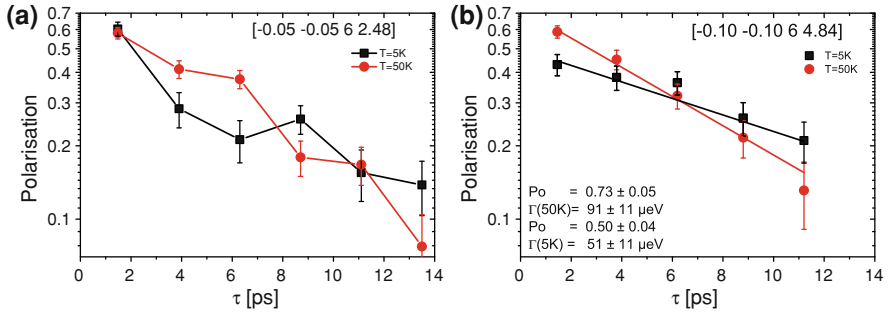 (a)
[-0.05 -0.05 6 2.48]
T=5K
T=50K
Polarisation
0.7
0.6
0.5
0.4
0.3
0.2
0.1
0 2 4 6 8 10 12 14
τ [ps]
(b)
[-0.10 -0.10 6 4.84]
T=5K
T=50K
Polarisation
0.7
0.6
0.5
0.4
0.3
0.2
0.1
Po = 0.73 ± 0.05
Γ(50K)= 91 ± 11 µeV
Po = 0.50 ± 0.04
Γ(5K) = 51 ± 11 µeV
0 2 4 6 8 10 12 14
τ [ps]